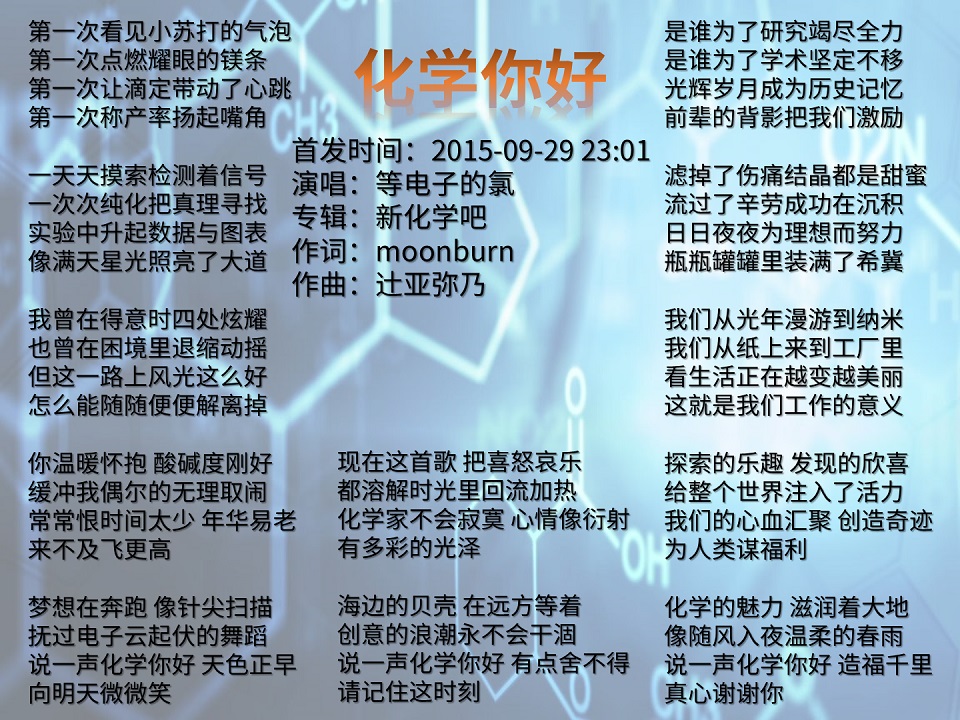 化学你好
首发时间：2015-09-29 23:01
演唱：等电子的氯
专辑：新化学吧
作词：moonburn
作曲：辻亚弥乃
第一次看见小苏打的气泡
第一次点燃耀眼的镁条
第一次让滴定带动了心跳
第一次称产率扬起嘴角
一天天摸索检测着信号
一次次纯化把真理寻找
实验中升起数据与图表
像满天星光照亮了大道
我曾在得意时四处炫耀
也曾在困境里退缩动摇
但这一路上风光这么好
怎么能随随便便解离掉
你温暖怀抱 酸碱度刚好
缓冲我偶尔的无理取闹
常常恨时间太少 年华易老
来不及飞更高
梦想在奔跑 像针尖扫描
抚过电子云起伏的舞蹈
说一声化学你好 天色正早
向明天微微笑
现在这首歌 把喜怒哀乐
都溶解时光里回流加热
化学家不会寂寞 心情像衍射
有多彩的光泽
海边的贝壳 在远方等着
创意的浪潮永不会干涸
说一声化学你好 有点舍不得
请记住这时刻
是谁为了研究竭尽全力
是谁为了学术坚定不移
光辉岁月成为历史记忆
前辈的背影把我们激励
滤掉了伤痛结晶都是甜蜜
流过了辛劳成功在沉积
日日夜夜为理想而努力
瓶瓶罐罐里装满了希冀
我们从光年漫游到纳米
我们从纸上来到工厂里
看生活正在越变越美丽
这就是我们工作的意义
探索的乐趣 发现的欣喜
给整个世界注入了活力
我们的心血汇聚 创造奇迹
为人类谋福利
化学的魅力 滋润着大地
像随风入夜温柔的春雨
说一声化学你好 造福千里
真心谢谢你
CH3
O2N
O
OH
O